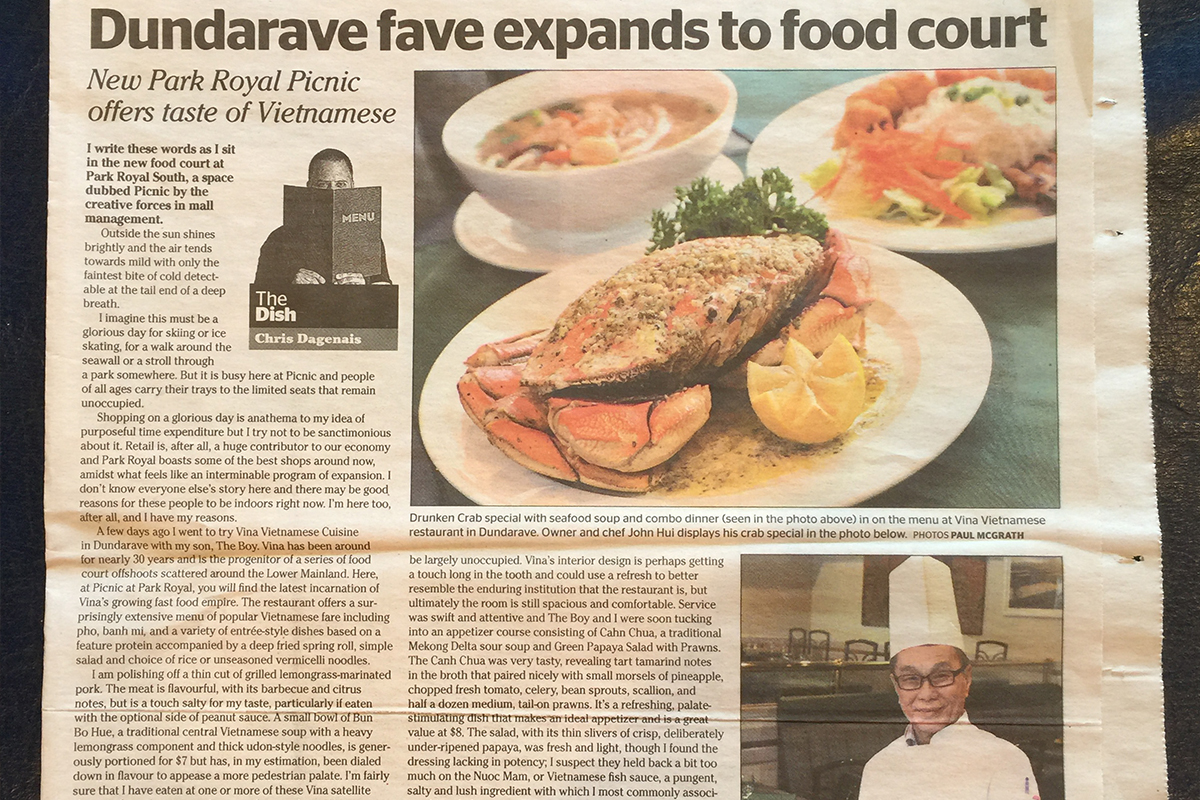 Dundarave fave expands to food court
New Park Royal Picnic
offers taste of Vietnamese
I write these words as I sit
in the new food court at
Park Royal South, a space
dubbed Picnic by the
creative forces in mall
management.
Outside the sun shines
brightly and the air tends
towards mild with only the
faintest bite of cold detect-
able at the tail end of a deep
breath.
I imagine this must be a
glorious day for skiing or ice
skating, for a walk around the
seawall or a stroll through
a park somewhere. But it is busy here at Picnic and people
of all ages carry their trays to the limited seats that remain
unoccupied.
Shopping on a glorious day is anathema to my idea of
purposeful time expenditure but I try not to be sanctimonious
about it. Retail is, after all, a huge contributor to our economy
and Park Royal boasts some of the best shops around now,
amidst what feels like an interminable program of expansion. I
don't know everyone else's story here and there may be good
reasons for these people to be indoors right now. I'm here too,
after all, and I have my reasons.
A few days ago I went to try Vina Vietnamese Cuisine
in Dundarave with my son, The Boy. Vina has been around
for nearly 30 years and is the progenitor of a series of food
court offshoots scattered around the Lower Mainland. Here,
at Picnic at Park Royal, you will find the latest incarnation of
Vina's growing fast food empire. The restaurant offers a sur-
prisingly extensive menu of popular Vietnamese fare including
pho, banh mi, and a variety of entrée-style dishes based on a
feature protein accompanied by a deep fried spring roll, simple
salad and choice of rice or unseasoned vermicelli noodles.
I am polishing off a thin cut of grilled lemongrass-marinated
pork. The meat is flavourful, with its barbecue and citrus
notes, but is a touch salty for my taste, particularly if eaten
with the optional side of peanut sauce. A small bowl of Bun
Bo Hue, a traditional central Vietnamese soup with a heavy
lemongrass component and thick udon-style noodles, is gener-
ously portioned for $7 but has, in my estimation, been dialed
down in flavour to appease a more pedestrian palate. I'm fairly
sure that I have eaten at one or more of these Vina satellite
MENU
The
Dish
Chris Dagenais
Drunken Crab special with seafood soup and combo dinner (seen in the photo above) in on the menu at Vina Vietnamese
restaurant in Dundarave. Owner and chef John Hui displays his crab special in the photo below. PHOTOS PAUL MCGRATH
be largely unoccupied. Vina's interior design is perhaps getting
a touch long in the tooth and could use a refresh to better
resemble the enduring institution that the restaurant is, but
ultimately the room is still spacious and comfortable. Service
was swift and attentive and The Boy and I were soon tucking
into an appetizer course consisting of Cahn Chua, a traditional
Mekong Delta sour soup and Green Papaya Salad with Prawns.
The Canh Chua was very tasty, revealing tart tamarind notes
in the broth that paired nicely with small morsels of pineapple,
chopped fresh tomato, celery, bean sprouts, scallion, and
half a dozen medium, tail-on prawns. It's a refreshing, palate-
stimulating dish that makes an ideal appetizer and is a great
value at $8. The salad, with its thin slivers of crisp, deliberately
under-ripened papaya, was fresh and light, though I found the
dressing lacking in potency; I suspect they held back a bit too
much on the Nuoc Mam, or Vietnamese fish sauce, a pungent,
salty and lush ingredient with which I most commonly associ-